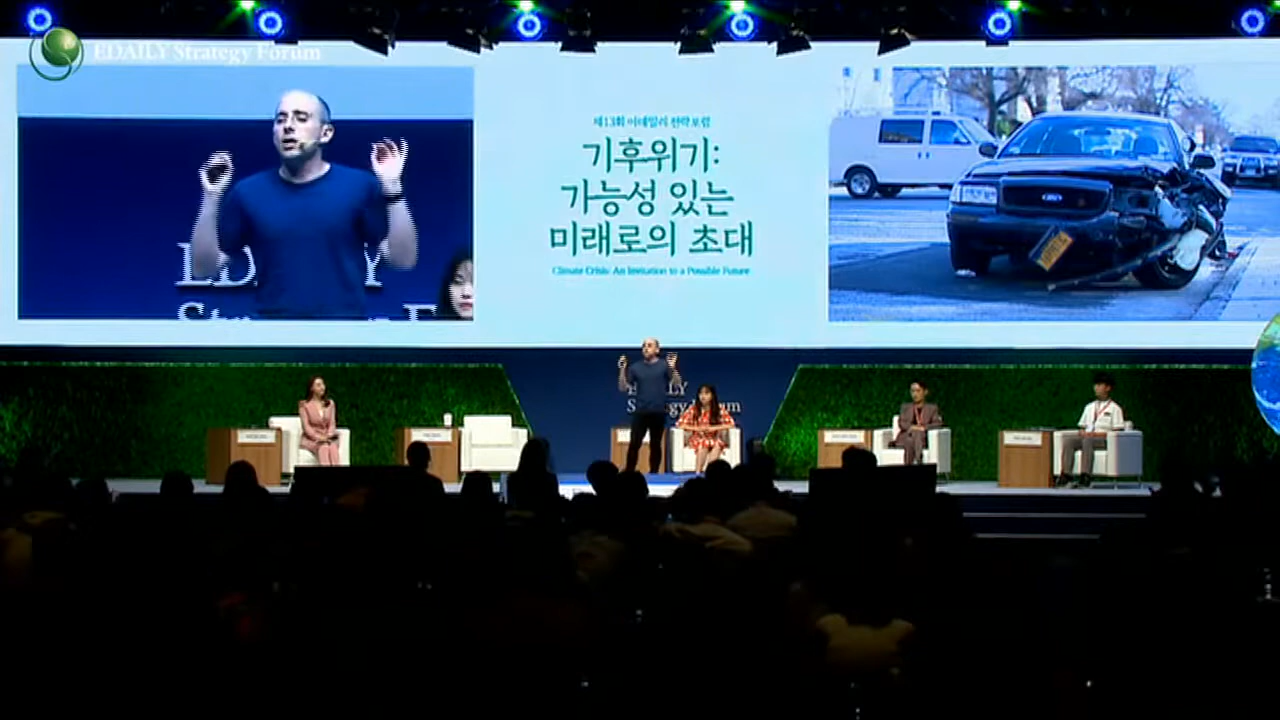 EDAILY Strategy Forum
제13회 이데일리 전략포럼
기후위기:
가능성 있는
미래로의 초대
Climate Crisis: An Invitation to a Possible Future